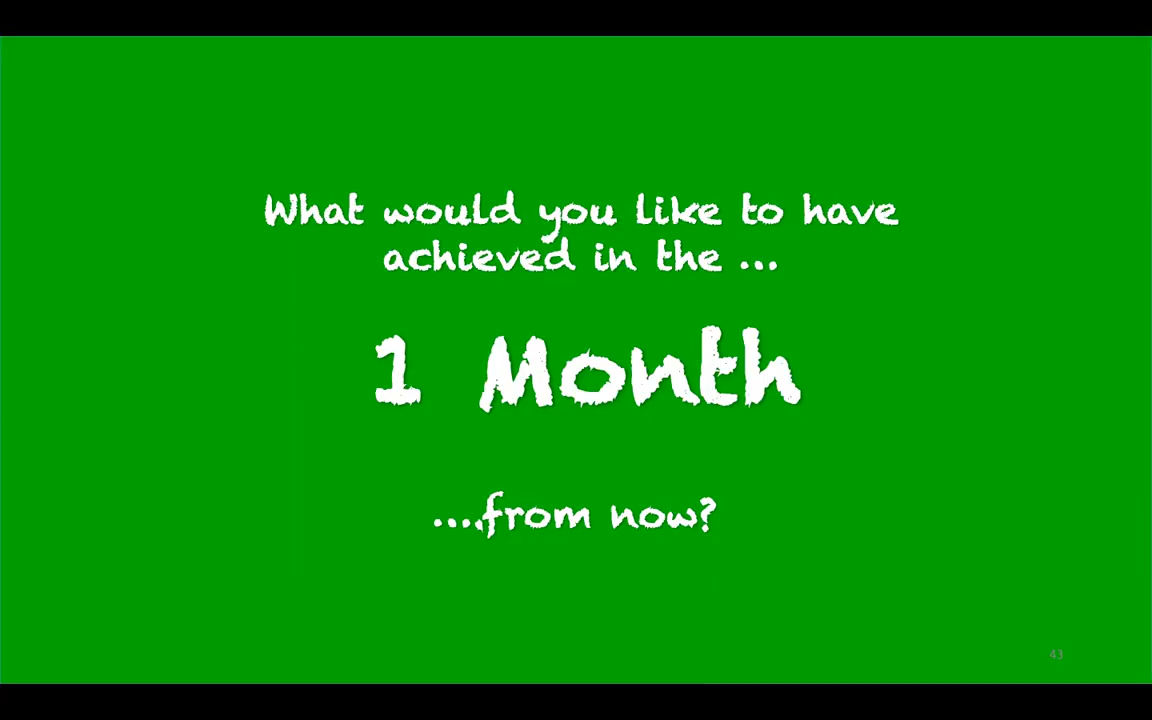 What would you like to have
achieved in the ...
1 Month
....from now?
43